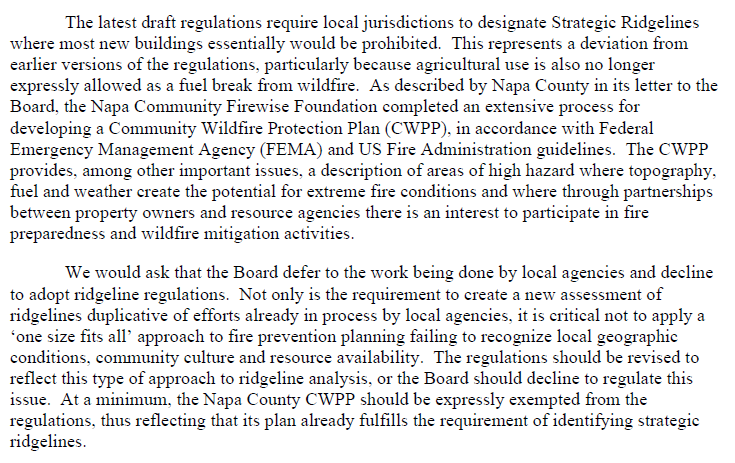 The latest draft regulations require local jurisdictions to designate Strategic Ridgelines
where most new buildings essentially would be prohibited.  This represents a deviation from
earlier versions of the regulations, particularly because agricultural use is also no longer
expressly allowed as a fuel break from wildfire.  As described by Napa County in its letter to the
Board, the Napa Community Firewise Foundation completed an extensive process for
developing a Community Wildfire Protection Plan (CWPP), in accordance with Federal
Emergency Management Agency (FEMA) and US Fire Administration guidelines.  The CWPP
provides, among other important issues, a description of areas of high hazard where topography,
fuel and weather create the potential for extreme fire conditions and where through partnerships
between property owners and resource agencies there is an interest to participate in fire
preparedness and wildfire mitigation activities.
We would ask that the Board defer to the work being done by local agencies and decline
to adopt ridgeline regulations.  Not only is the requirement to create a new assessment of
ridgelines duplicative of efforts already in process by local agencies, it is critical not to apply a
‘one size fits all’ approach to fire prevention planning failing to recognize local geographic
conditions, community culture and resource availability.  The regulations should be revised to
reflect this type of approach to ridgeline analysis, or the Board should decline to regulate this
issue.  At a minimum, the Napa County CWPP should be expressly exempted from the
regulations, thus reflecting that its plan already fulfills the requirement of identifying strategic
ridgelines.